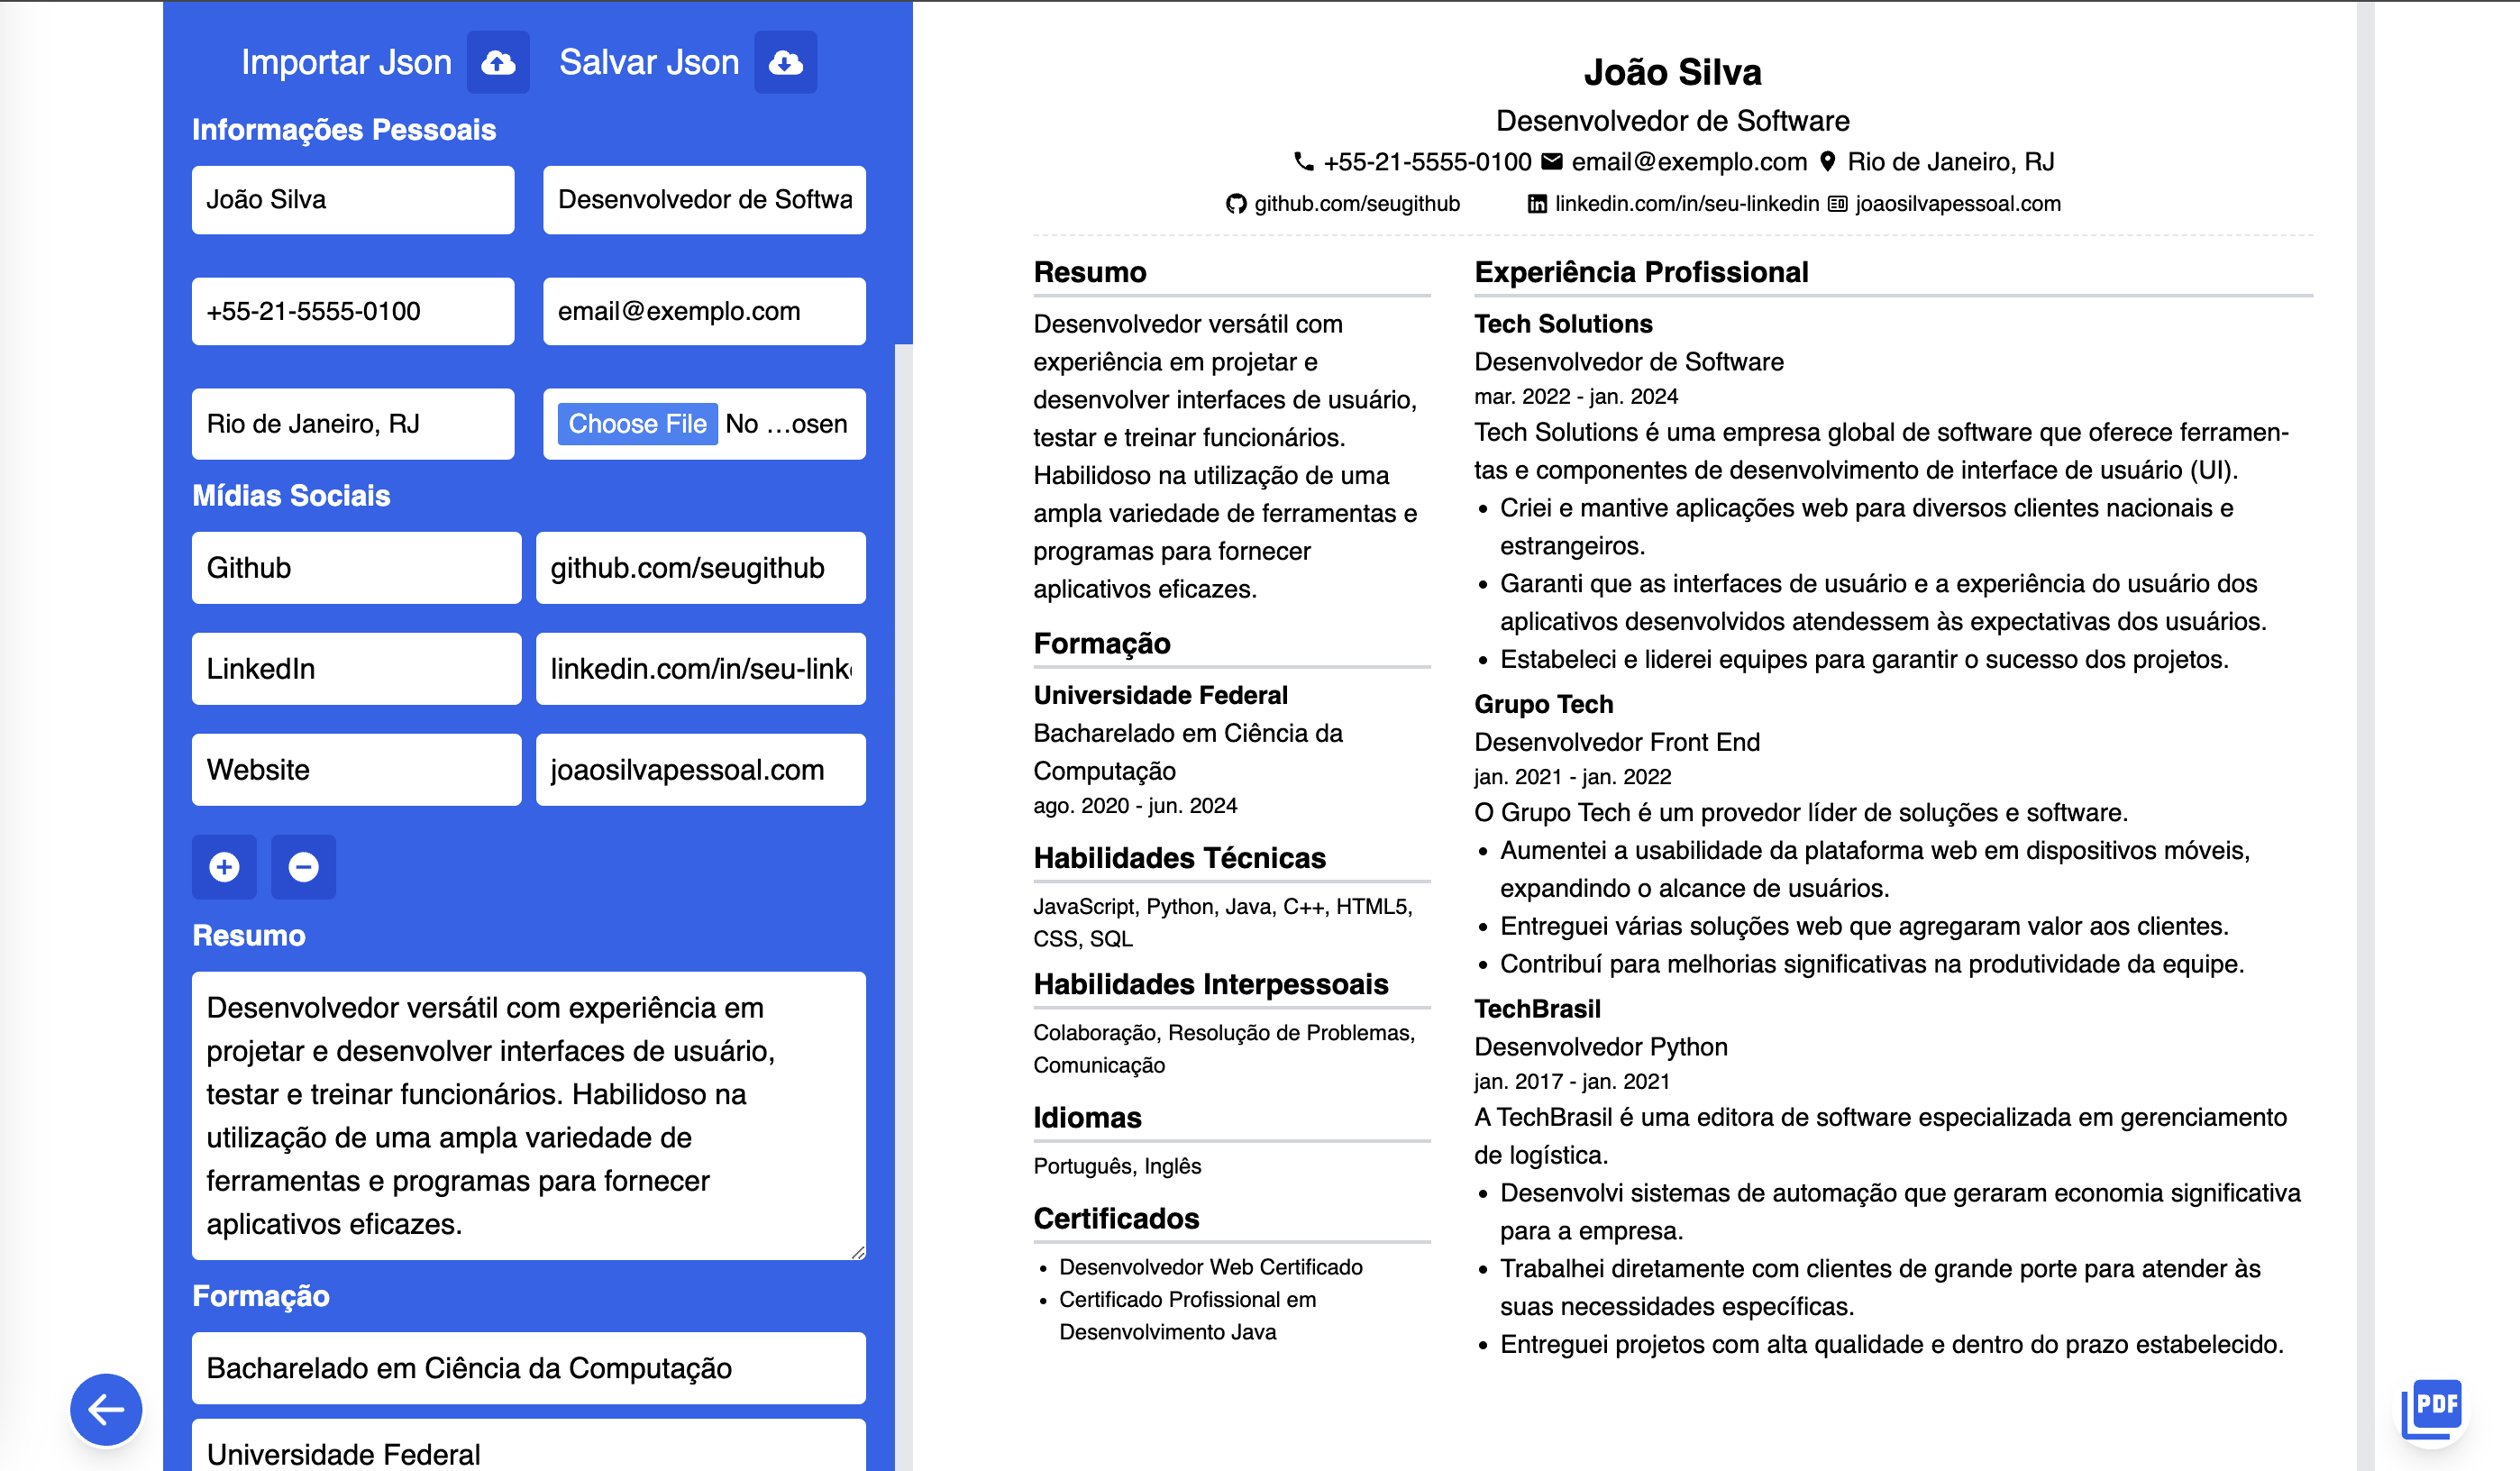 Importar Json
Salvar Json
Informações Pessoais
João Silva
Desenvolvedor de Softwa
+55-21-5555-0100
email@exemplo.com
Rio de Janeiro, RJ
Choose File No ...osen
Mídias Sociais
Github
github.com/seugithub
LinkedIn
linkedin.com/in/seu-link
Website
joaosilvapessoal.com
Resumo
Desenvolvedor versátil com experiência em
projetar e desenvolver interfaces de usuário,
testar e treinar funcionários. Habilidoso na
utilização de uma ampla variedade de
ferramentas e programas para fornecer
aplicativos eficazes.
Formação
Bacharelado em Ciência da Computação
Universidade Federal
João Silva
Desenvolvedor de Software
+55-21-5555-0100 email@exemplo.com Rio de Janeiro, RJ
github.com/seugithub linkedin.com/in/seu-linkedin joaosilvapessoal.com
Resumo
Desenvolvedor versátil com
experiência em projetar e
desenvolver interfaces de usuário,
testar e treinar funcionários.
Habilidoso na utilização de uma
ampla variedade de ferramentas e
programas para fornecer
aplicativos eficazes.
Formação
Universidade Federal
Bacharelado em Ciência da
Computação
ago. 2020 - jun. 2024
Habilidades Técnicas
JavaScript, Python, Java, C++, HTML5,
CSS, SQL
Habilidades Interpessoais
Colaboração, Resolução de Problemas,
Comunicação
Idiomas
Português, Inglês
Certificados
• Desenvolvedor Web Certificado
• Certificado Profissional em
Desenvolvimento Java
Experiência Profissional
Tech Solutions
Desenvolvedor de Software
mar. 2022 - jan. 2024
Tech Solutions é uma empresa global de software que oferece ferramen-
tas e componentes de desenvolvimento de interface de usuário (UI).
• Criei e mantive aplicações web para diversos clientes nacionais e
estrangeiros.
• Garanti que as interfaces de usuário e a experiência do usuário dos
aplicativos desenvolvidos atendessem às expectativas dos usuários.
• Estabeleci e liderei equipes para garantir o sucesso dos projetos.
Grupo Tech
Desenvolvedor Front End
jan. 2021 - jan. 2022
O Grupo Tech é um provedor líder de soluções e software.
• Aumentei a usabilidade da plataforma web em dispositivos móveis,
expandindo o alcance de usuários.
• Entreguei várias soluções web que agregaram valor aos clientes.
• Contribuí para melhorias significativas na produtividade da equipe.
TechBrasil
Desenvolvedor Python
jan. 2017 - jan. 2021
A TechBrasil é uma editora de software especializada em gerenciamento
de logística.
• Desenvolvi sistemas de automação que geraram economia significativa
para a empresa.
• Trabalhei diretamente com clientes de grande porte para atender às
suas necessidades específicas.
• Entreguei projetos com alta qualidade e dentro do prazo estabelecido.
PDF